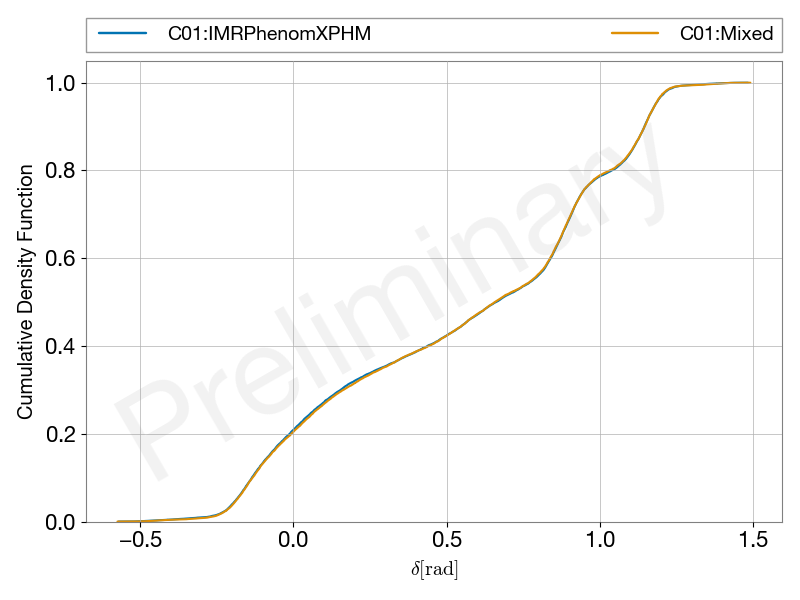 C01:IMRPhenomXPHM C01:Mixed
1.0
0.8
0.6
0.4
0.2
0.0
Cumulative Density Function
Preliminary
−0.5 0.0 0.5 1.0 1.5
δ[rad]